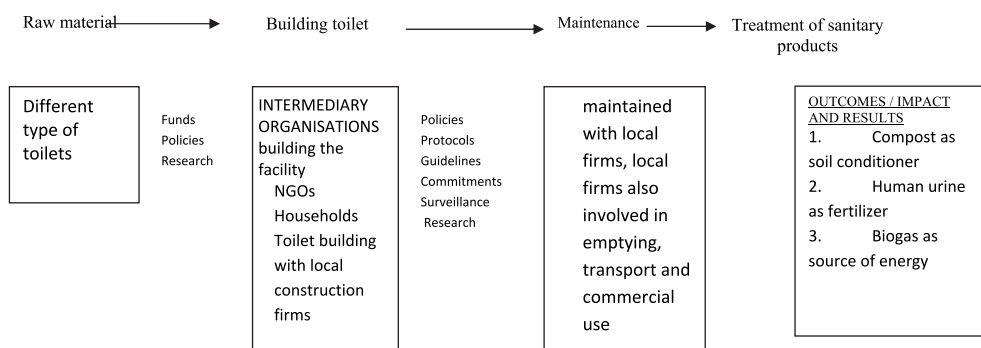 Raw material
Building toilet
Maintenance
Treatment of sanitary
products
Different
type of
toilets
Funds
Policies
Research
INTERMEDIARY
ORGANISATIONS
building the
facility
NGOs
Households
Toilet building
with local
construction
firms
Policies
Protocols
Guidelines
Commitments
Surveillance
Research
maintained
with local
firms, local
firms also
involved in
emptying,
transport and
commercial
use
OUTCOMES / IMPACT
AND RESULTS
1. Compost as
soil conditioner
2. Human urine
as fertilizer
3. Biogas as
source of energy